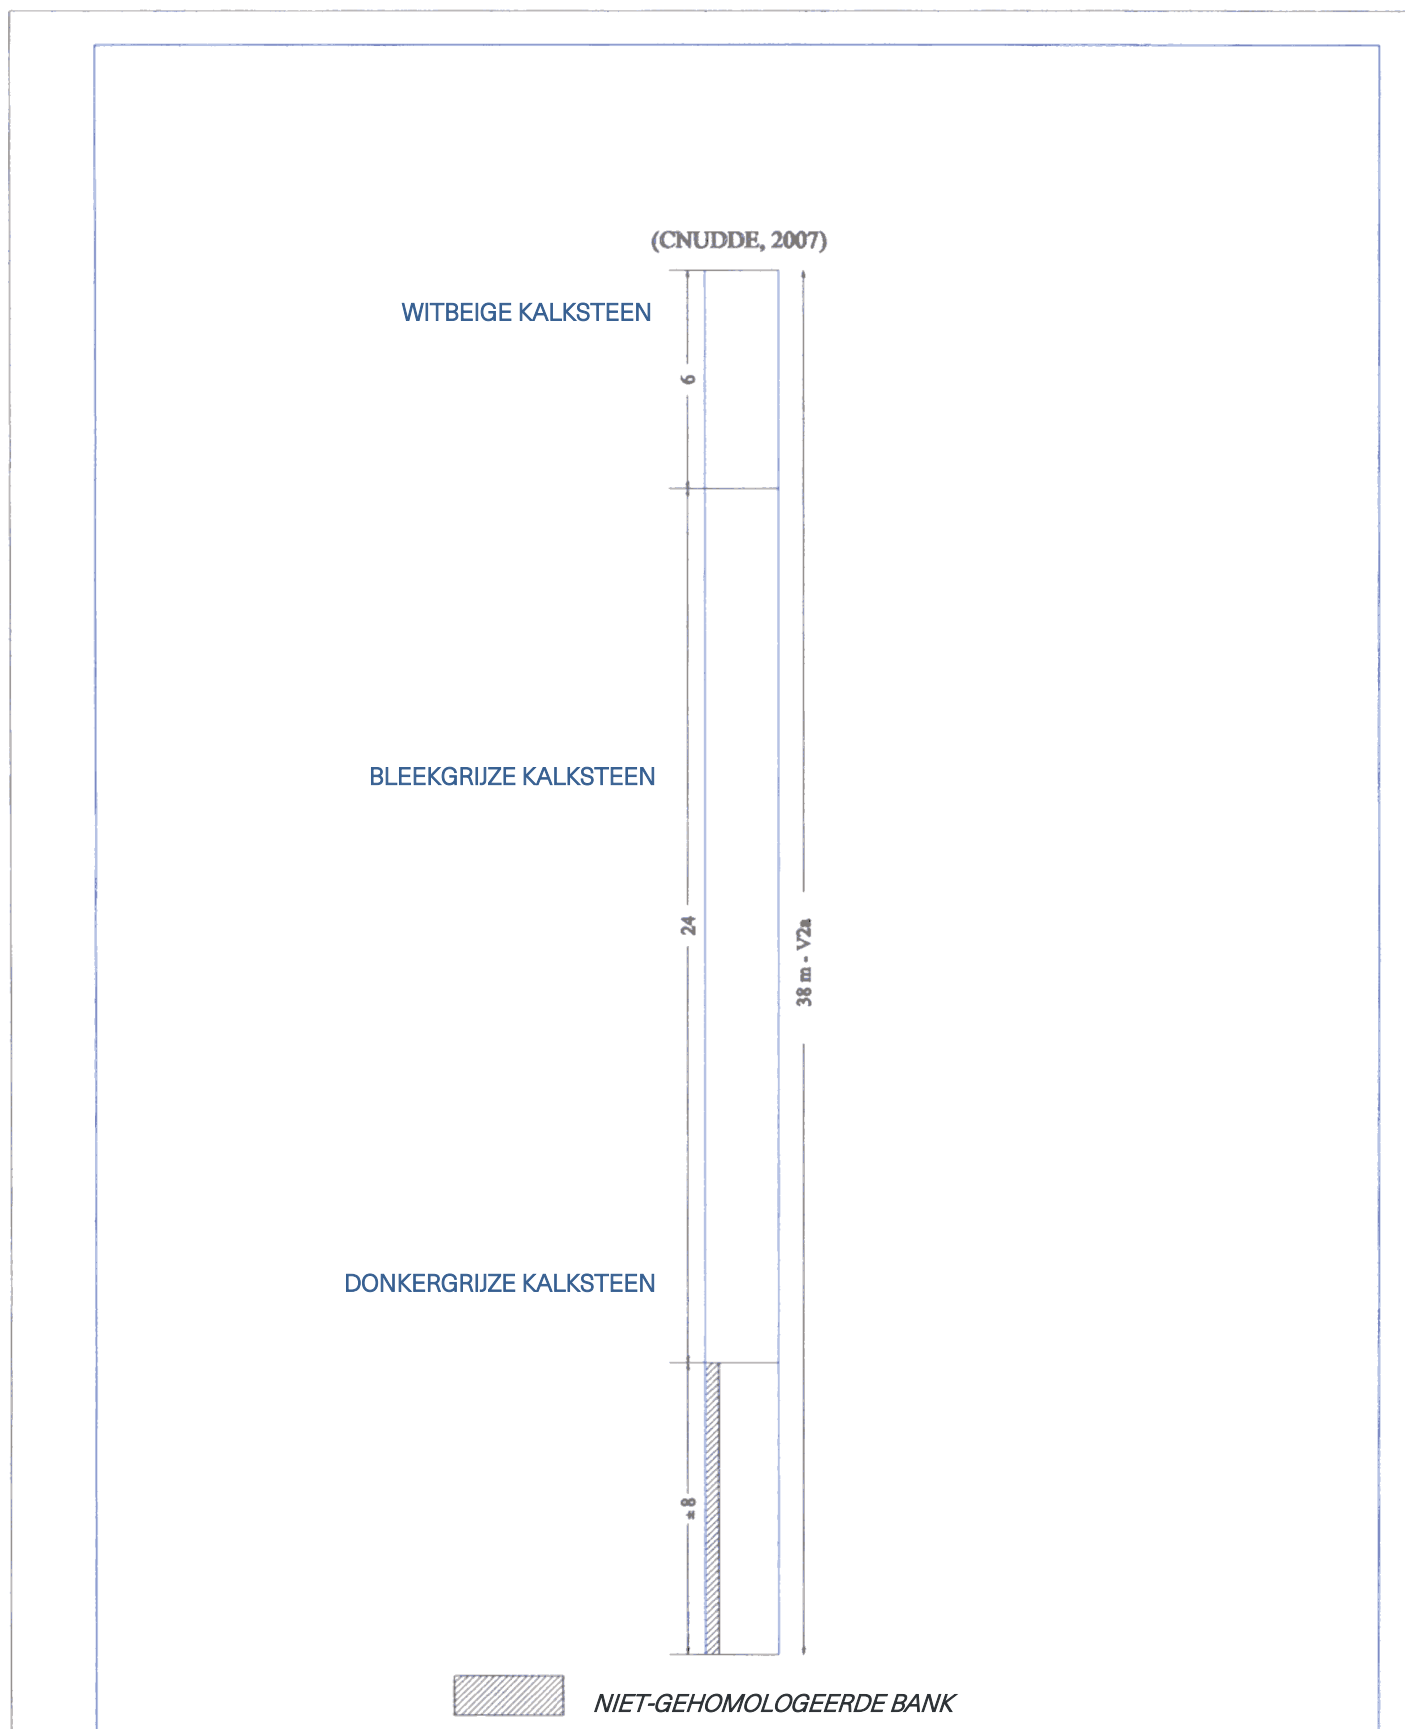 (CNUDDE, 2007)
WITBEIGE KALKSTEEN
6
BLEEKGRIJZE KALKSTEEN
24
38 m - V2a
DONKERGRIJZE KALKSTEEN
± 8
NIET-GEHOMOLOGEERDE BANK